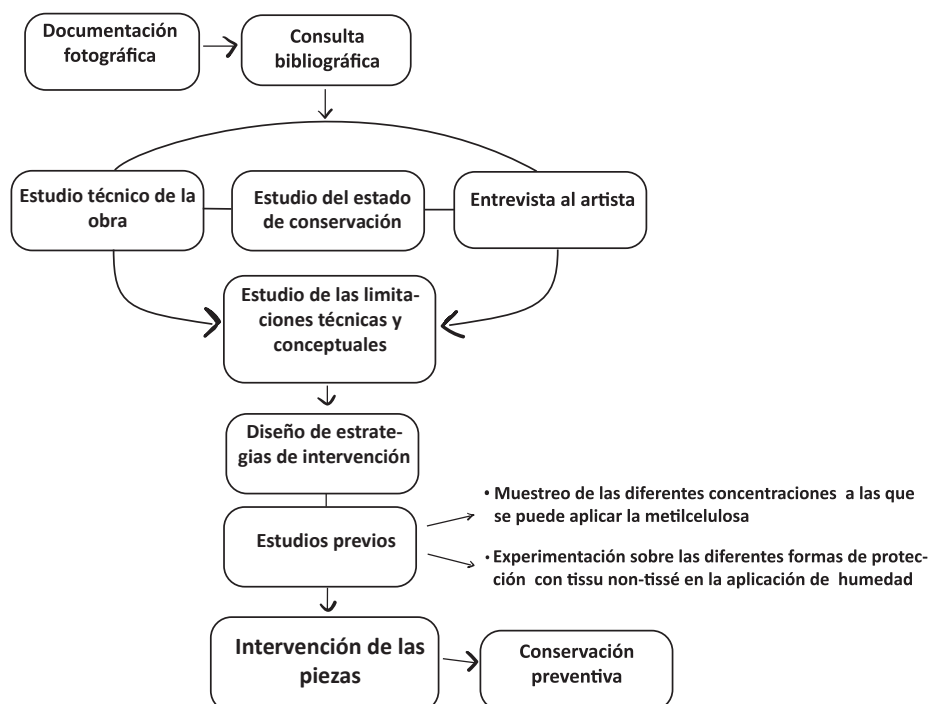 Documentación
fotográfica
Consulta
bibliográfica
Estudio técnico de la
obra
Estudio del estado
de conservación
Entrevista al artista
Estudio de las limita-
ciones técnicas y
conceptuales
Diseño de estrate-
gias de intervención
Estudios previos
• Muestreo de las diferentes concentraciones a las que
se puede aplicar la metilcelulosa
· Experimentación sobre las diferentes formas de protec-
ción con tissu non-tissé en la aplicación de humedad
Intervención de las
piezas
Conservación
preventiva